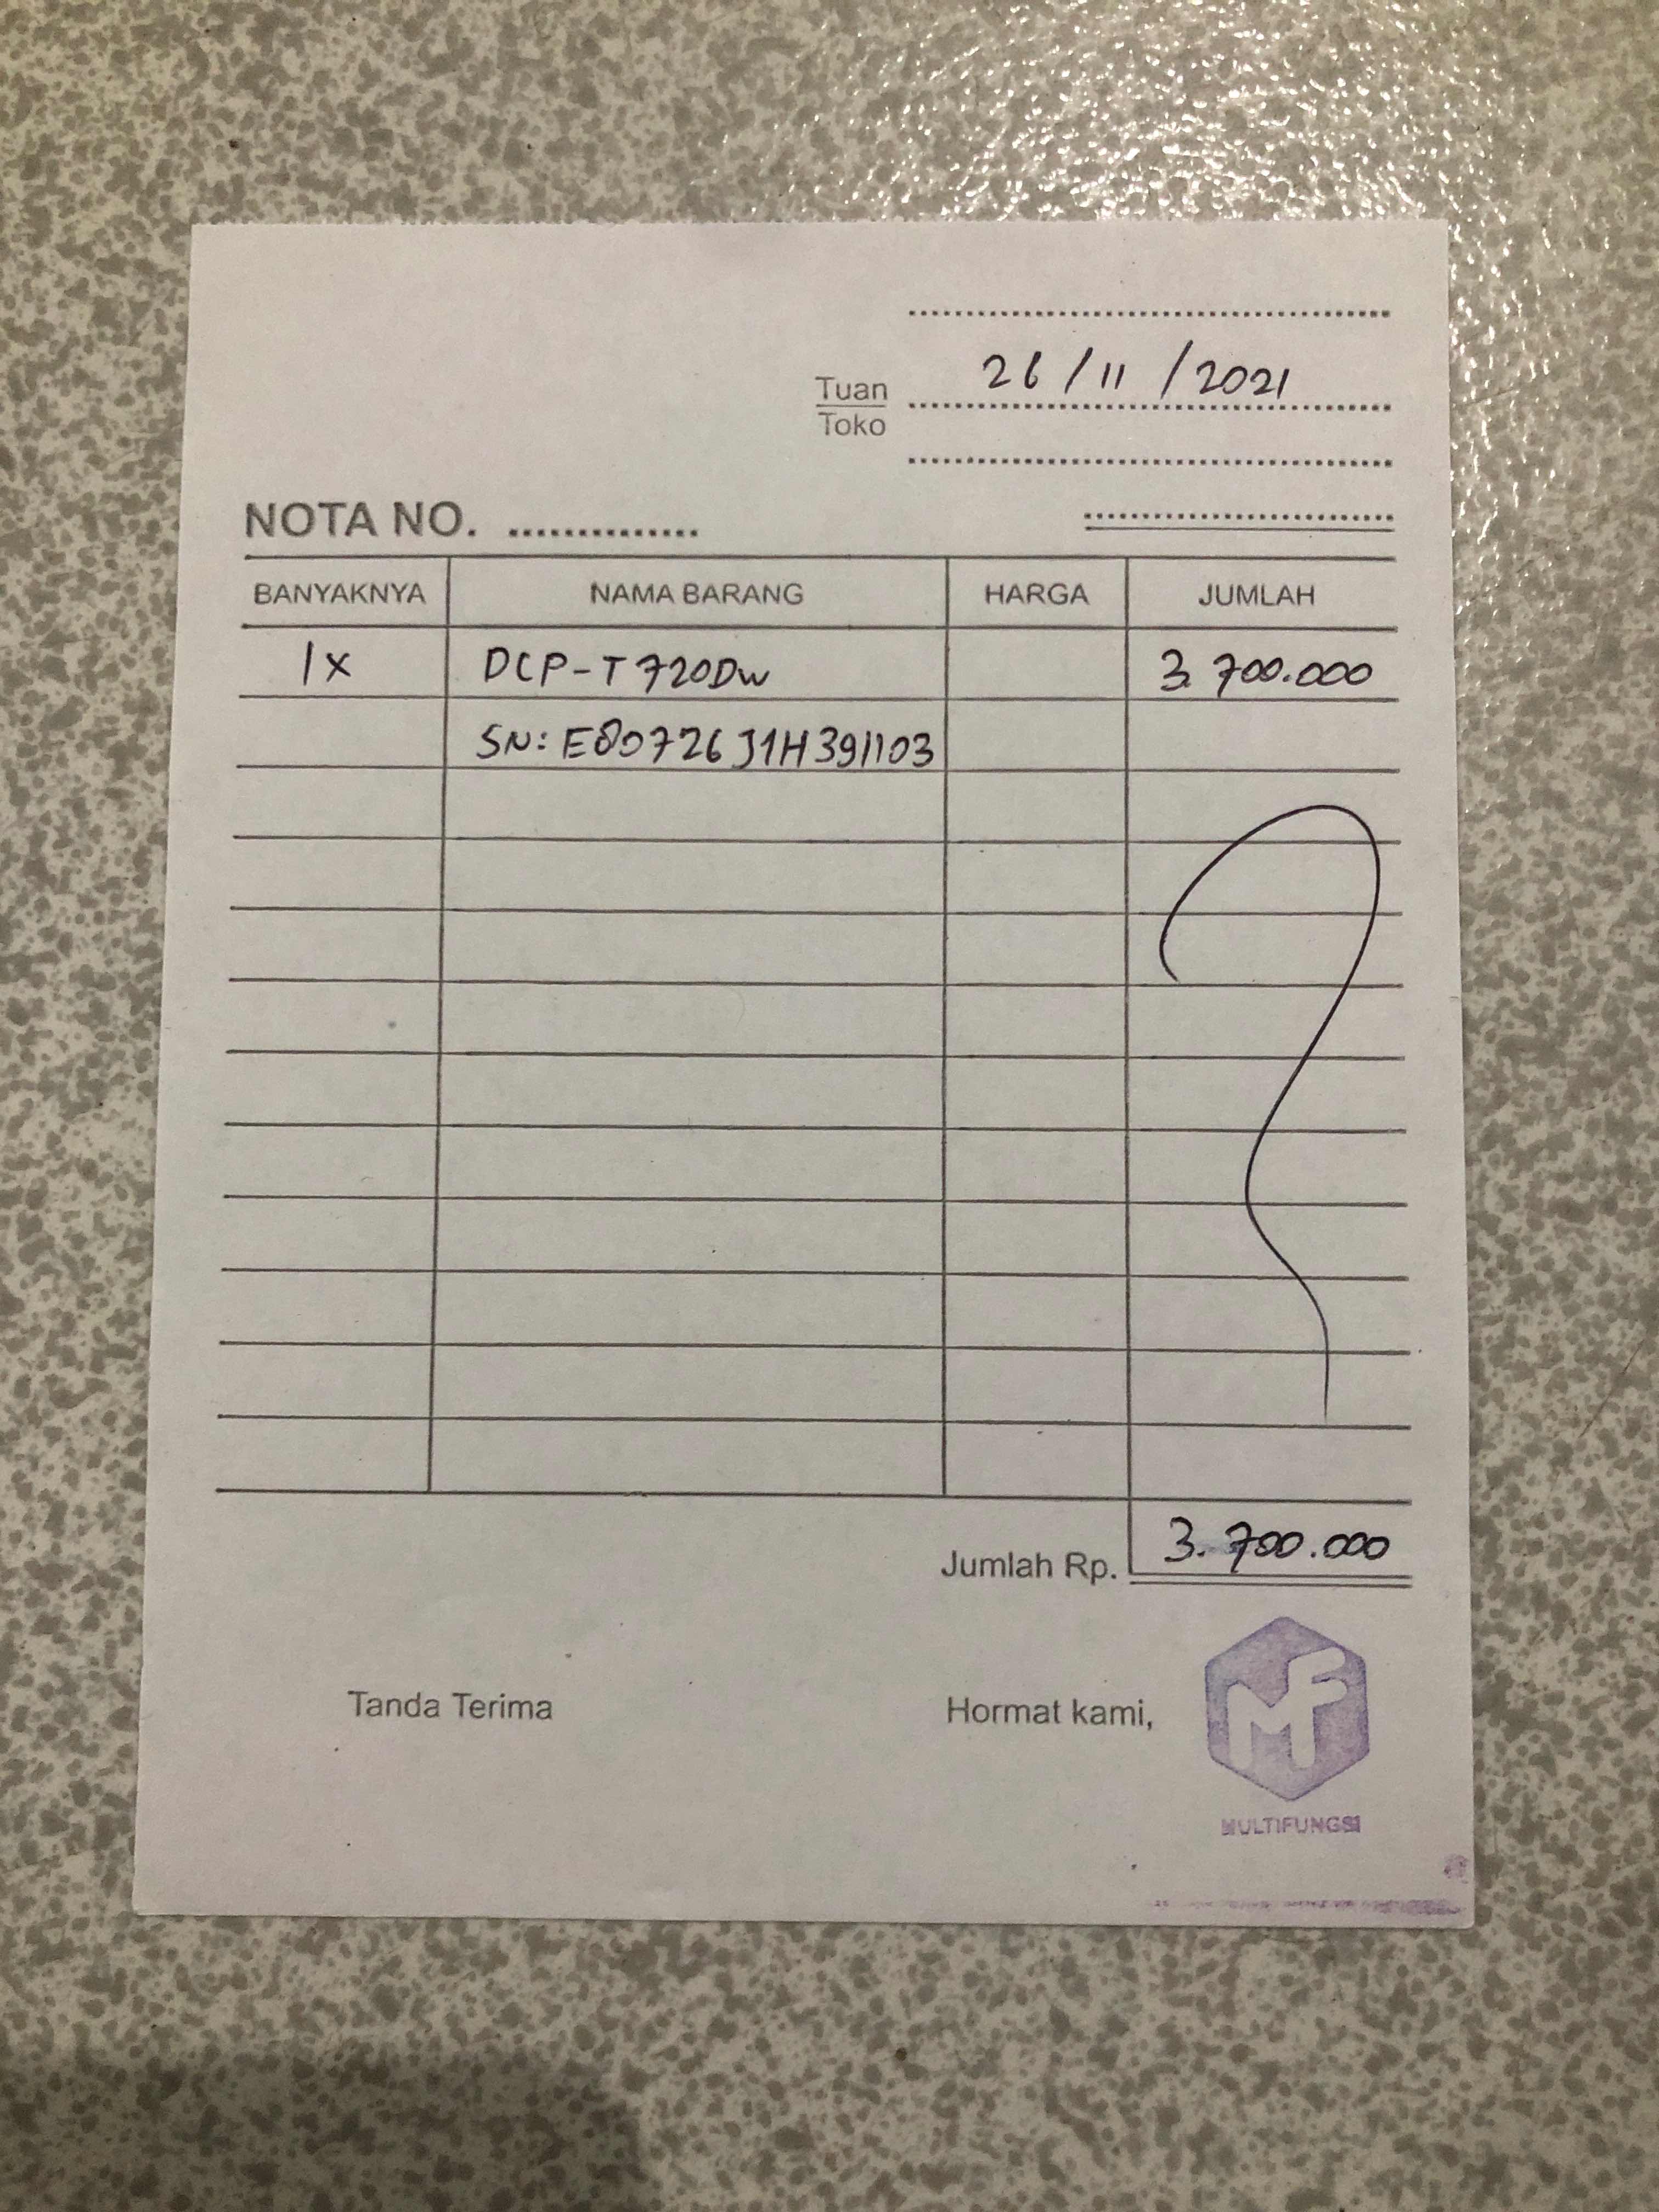 26/11/2021
Tuan
Toko
NOTA NO. ..............
BANYAKNYA NAMA BARANG HARGA JUMLAH
1x DCP-T720DW 3.700.000
SN: E80726J1H391103
Jumlah Rp. 3.700.000
Tanda Terima Hormat kami,
MF
MULTIFUNGSI